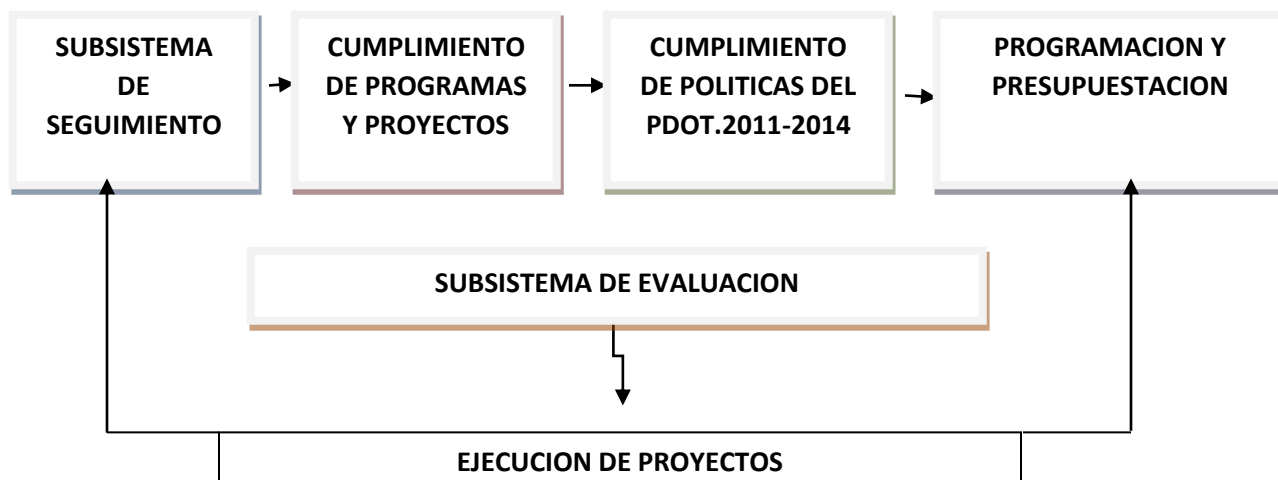 SUBSISTEMA
DE
SEGUIMIENTO
CUMPLIMIENTO
DE PROGRAMAS
Y PROYECTOS
CUMPLIMIENTO
DE POLITICAS DEL
PDOT.2011-2014
PROGRAMACION Y
PRESUPUESTACION
SUBSISTEMA DE EVALUACION
EJECUCION DE PROYECTOS